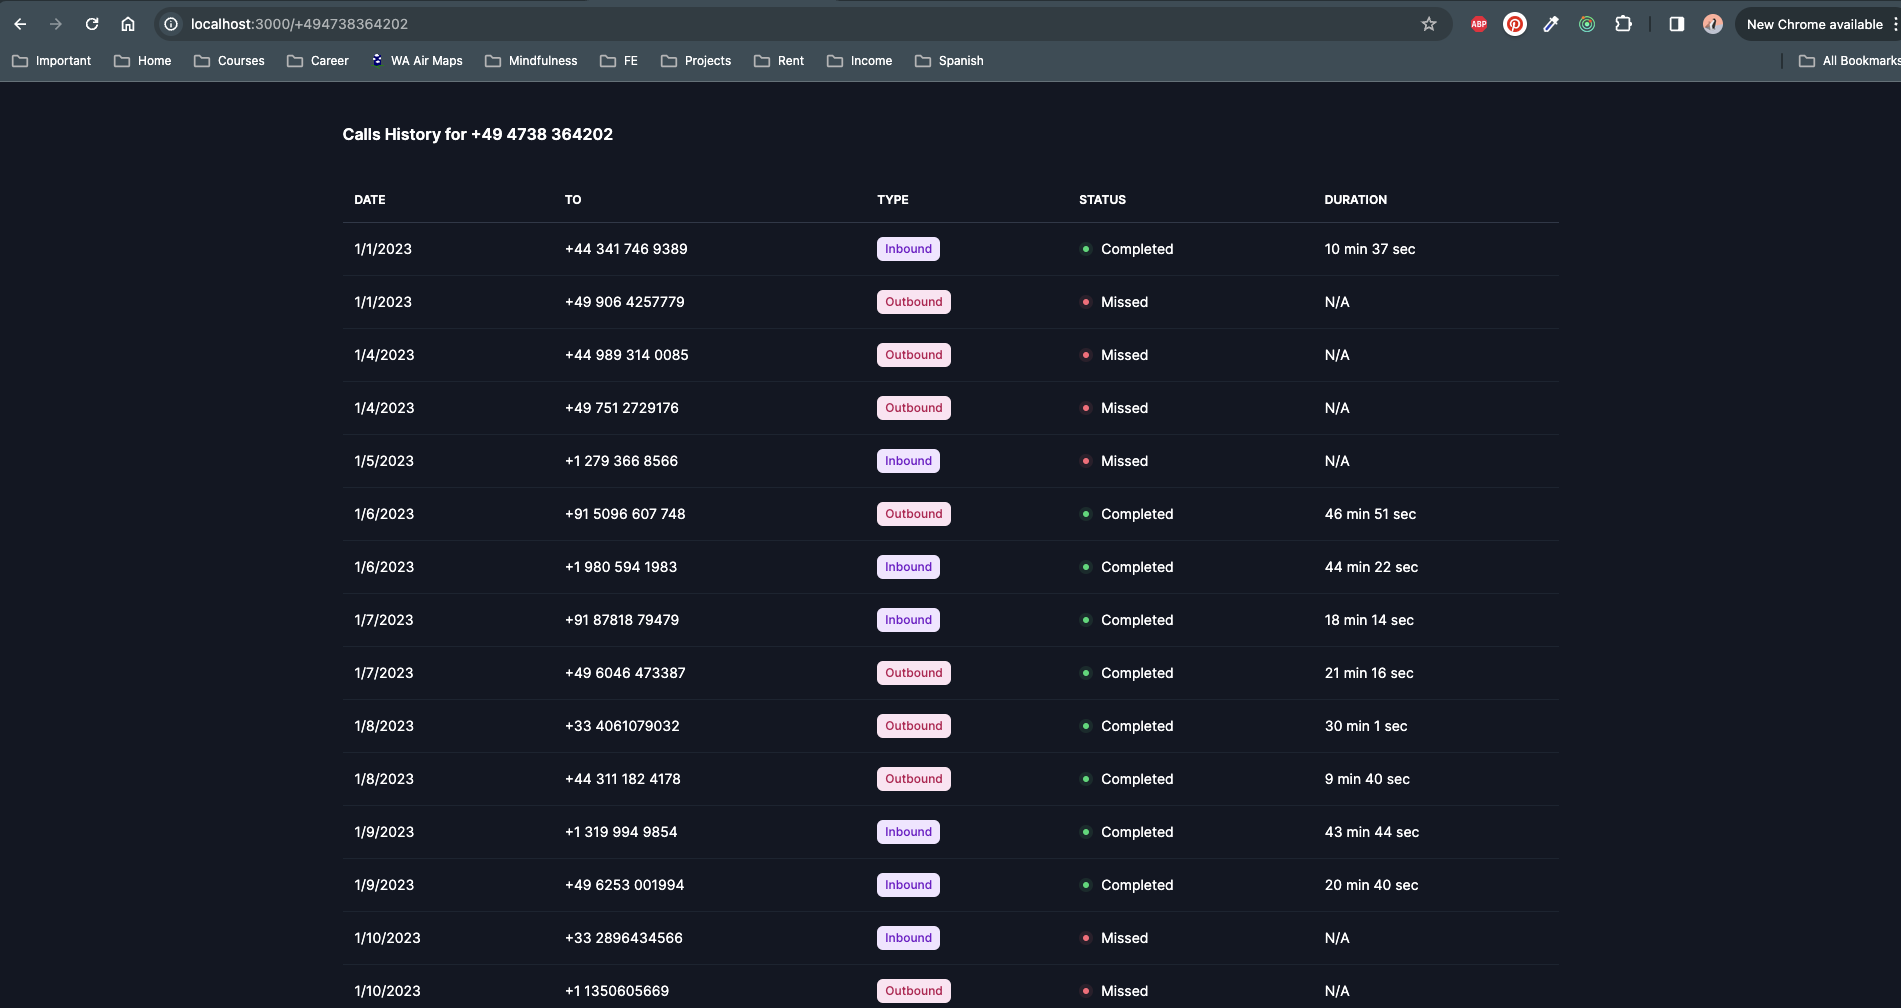 localhost:3000/+494738364202
ABP
New Chrome available
Important Home Courses Career WA Air Maps Mindfulness FE Projects Rent Income Spanish All Bookmarks
Calls History for +49 4738 364202
DATE TO TYPE STATUS DURATION
1/1/2023 +44 341 746 9389 Inbound Completed 10 min 37 sec
1/1/2023 +49 906 4257779 Outbound Missed N/A
1/4/2023 +44 989 314 0085 Outbound Missed N/A
1/4/2023 +49 751 2729176 Outbound Missed N/A
1/5/2023 +1 279 366 8566 Inbound Missed N/A
1/6/2023 +91 5096 607 748 Outbound Completed 46 min 51 sec
1/6/2023 +1 980 594 1983 Inbound Completed 44 min 22 sec
1/7/2023 +91 87818 79479 Inbound Completed 18 min 14 sec
1/7/2023 +49 6046 473387 Outbound Completed 21 min 16 sec
1/8/2023 +33 4061079032 Outbound Completed 30 min 1 sec
1/8/2023 +44 311 182 4178 Outbound Completed 9 min 40 sec
1/9/2023 +1 319 994 9854 Inbound Completed 43 min 44 sec
1/9/2023 +49 6253 001994 Inbound Completed 20 min 40 sec
1/10/2023 +33 2896434566 Inbound Missed N/A
1/10/2023 +1 1350605669 Outbound Missed N/A